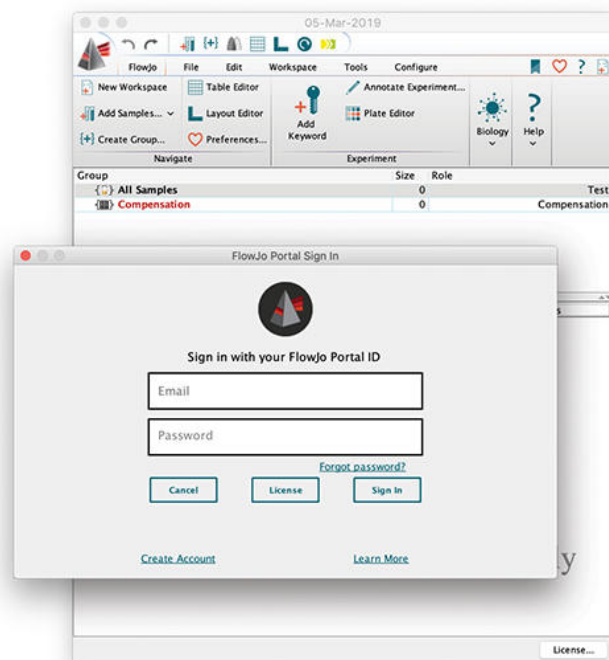 05-Mar-2019
FlowJo File Edit Workspace Tools Configure
New Workspace Table Editor Annotate Experiment...
Add Samples... Layout Editor Add Keyword Plate Editor Biology Help
{+} Create Group... Preferences...
Navigate Experiment
Group Size Role
All Samples 0 Test
Compensation 0 Compensation
FlowJo Portal Sign In
s
Sign in with your FlowJo Portal ID
Email
Password
Forgot password?
Cancel License Sign In
Create Account Learn More
y
License...